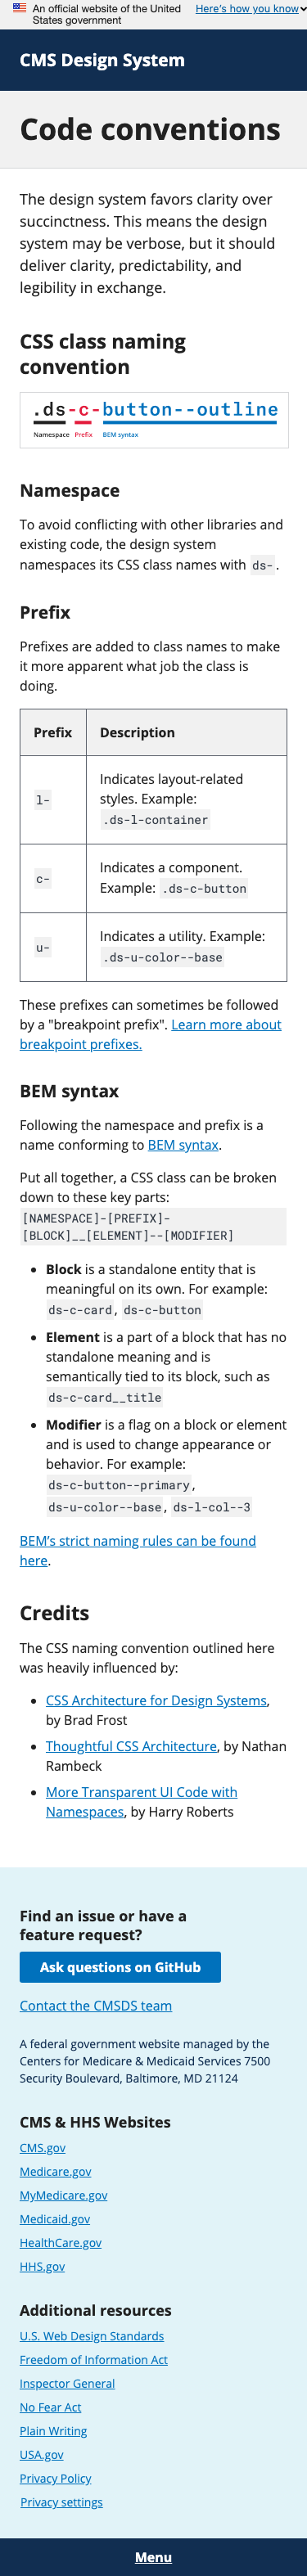 An official website of the United
States government
Here's how you know
CMS Design System
Code conventions
The design system favors clarity over
succinctness. This means the design
system may be verbose, but it should
deliver clarity, predictability, and
legibility in exchange.
CSS class naming
convention
.ds-c-button--outline
Namespace Prefix BEM syntax
Namespace
To avoid conflicting with other libraries and
existing code, the design system
namespaces its CSS class names with ds-.
Prefix
Prefixes are added to class names to make
it more apparent what job the class is
doing.
Prefix Description
l- Indicates layout-related
styles. Example:
.ds-l-container
c- Indicates a component.
Example: .ds-c-button
u- Indicates a utility. Example:
.ds-u-color--base
These prefixes can sometimes be followed
by a "breakpoint prefix". Learn more about
breakpoint prefixes.
BEM syntax
Following the namespace and prefix is a
name conforming to BEM syntax.
Put all together, a CSS class can be broken
down to these key parts:
[NAMESPACE]-[PREFIX]-
[BLOCK]__[ELEMENT]--[MODIFIER]
• Block is a standalone entity that is
meaningful on its own. For example:
ds-c-card, ds-c-button
• Element is a part of a block that has no
standalone meaning and is
semantically tied to its block, such as
ds-c-card__title
• Modifier is a flag on a block or element
and is used to change appearance or
behavior. For example:
ds-c-button--primary,
ds-u-color--base, ds-l-col--3
BEM’s strict naming rules can be found
here.
Credits
The CSS naming convention outlined here
was heavily influenced by:
• CSS Architecture for Design Systems,
by Brad Frost
• Thoughtful CSS Architecture, by Nathan
Rambeck
• More Transparent UI Code with
Namespaces, by Harry Roberts
Find an issue or have a
feature request?
Ask questions on GitHub
Contact the CMSDS team
A federal government website managed by the
Centers for Medicare & Medicaid Services 7500
Security Boulevard, Baltimore, MD 21124
CMS & HHS Websites
CMS.gov
Medicare.gov
MyMedicare.gov
Medicaid.gov
HealthCare.gov
HHS.gov
Additional resources
U.S. Web Design Standards
Freedom of Information Act
Inspector General
No Fear Act
Plain Writing
USA.gov
Privacy Policy
Privacy settings
Menu